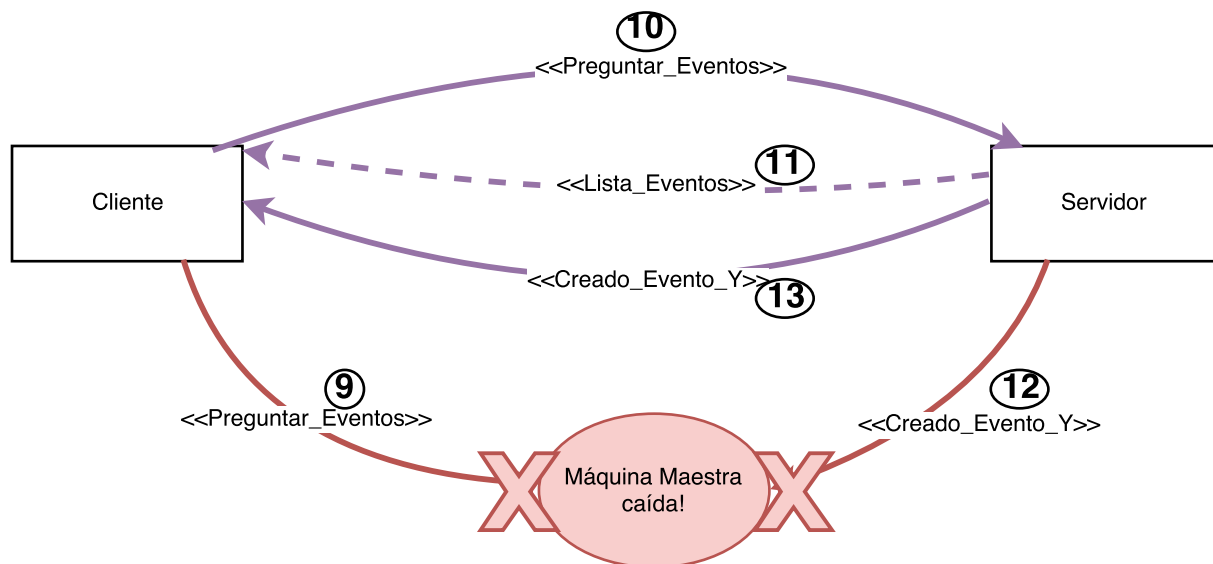 10
<<Preguntar_Eventos>>
11
<<Lista_Eventos>>
Cliente
Servidor
<<Creado_Evento_Y>>
13
9
<<Preguntar_Eventos>>
12
<<Creado_Evento_Y>>
X
Máquina Maestra
caída!
X